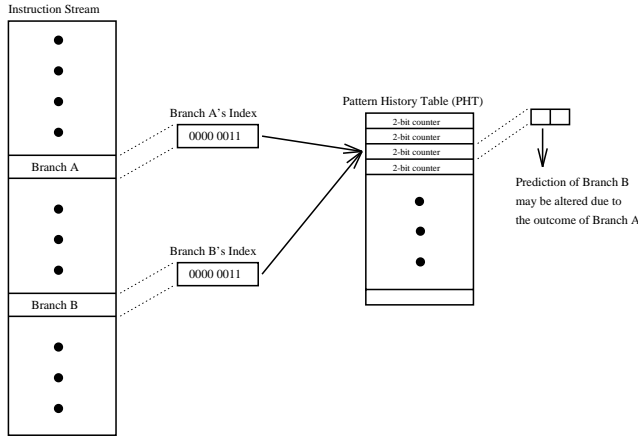 Instruction Stream
Branch A's Index
0000 0011
Branch A
Branch B's Index
0000 0011
Branch B
Pattern History Table (PHT)
2-bit counter
2-bit counter
2-bit counter
2-bit counter
Prediction of Branch B
may be altered due to
the outcome of Branch A